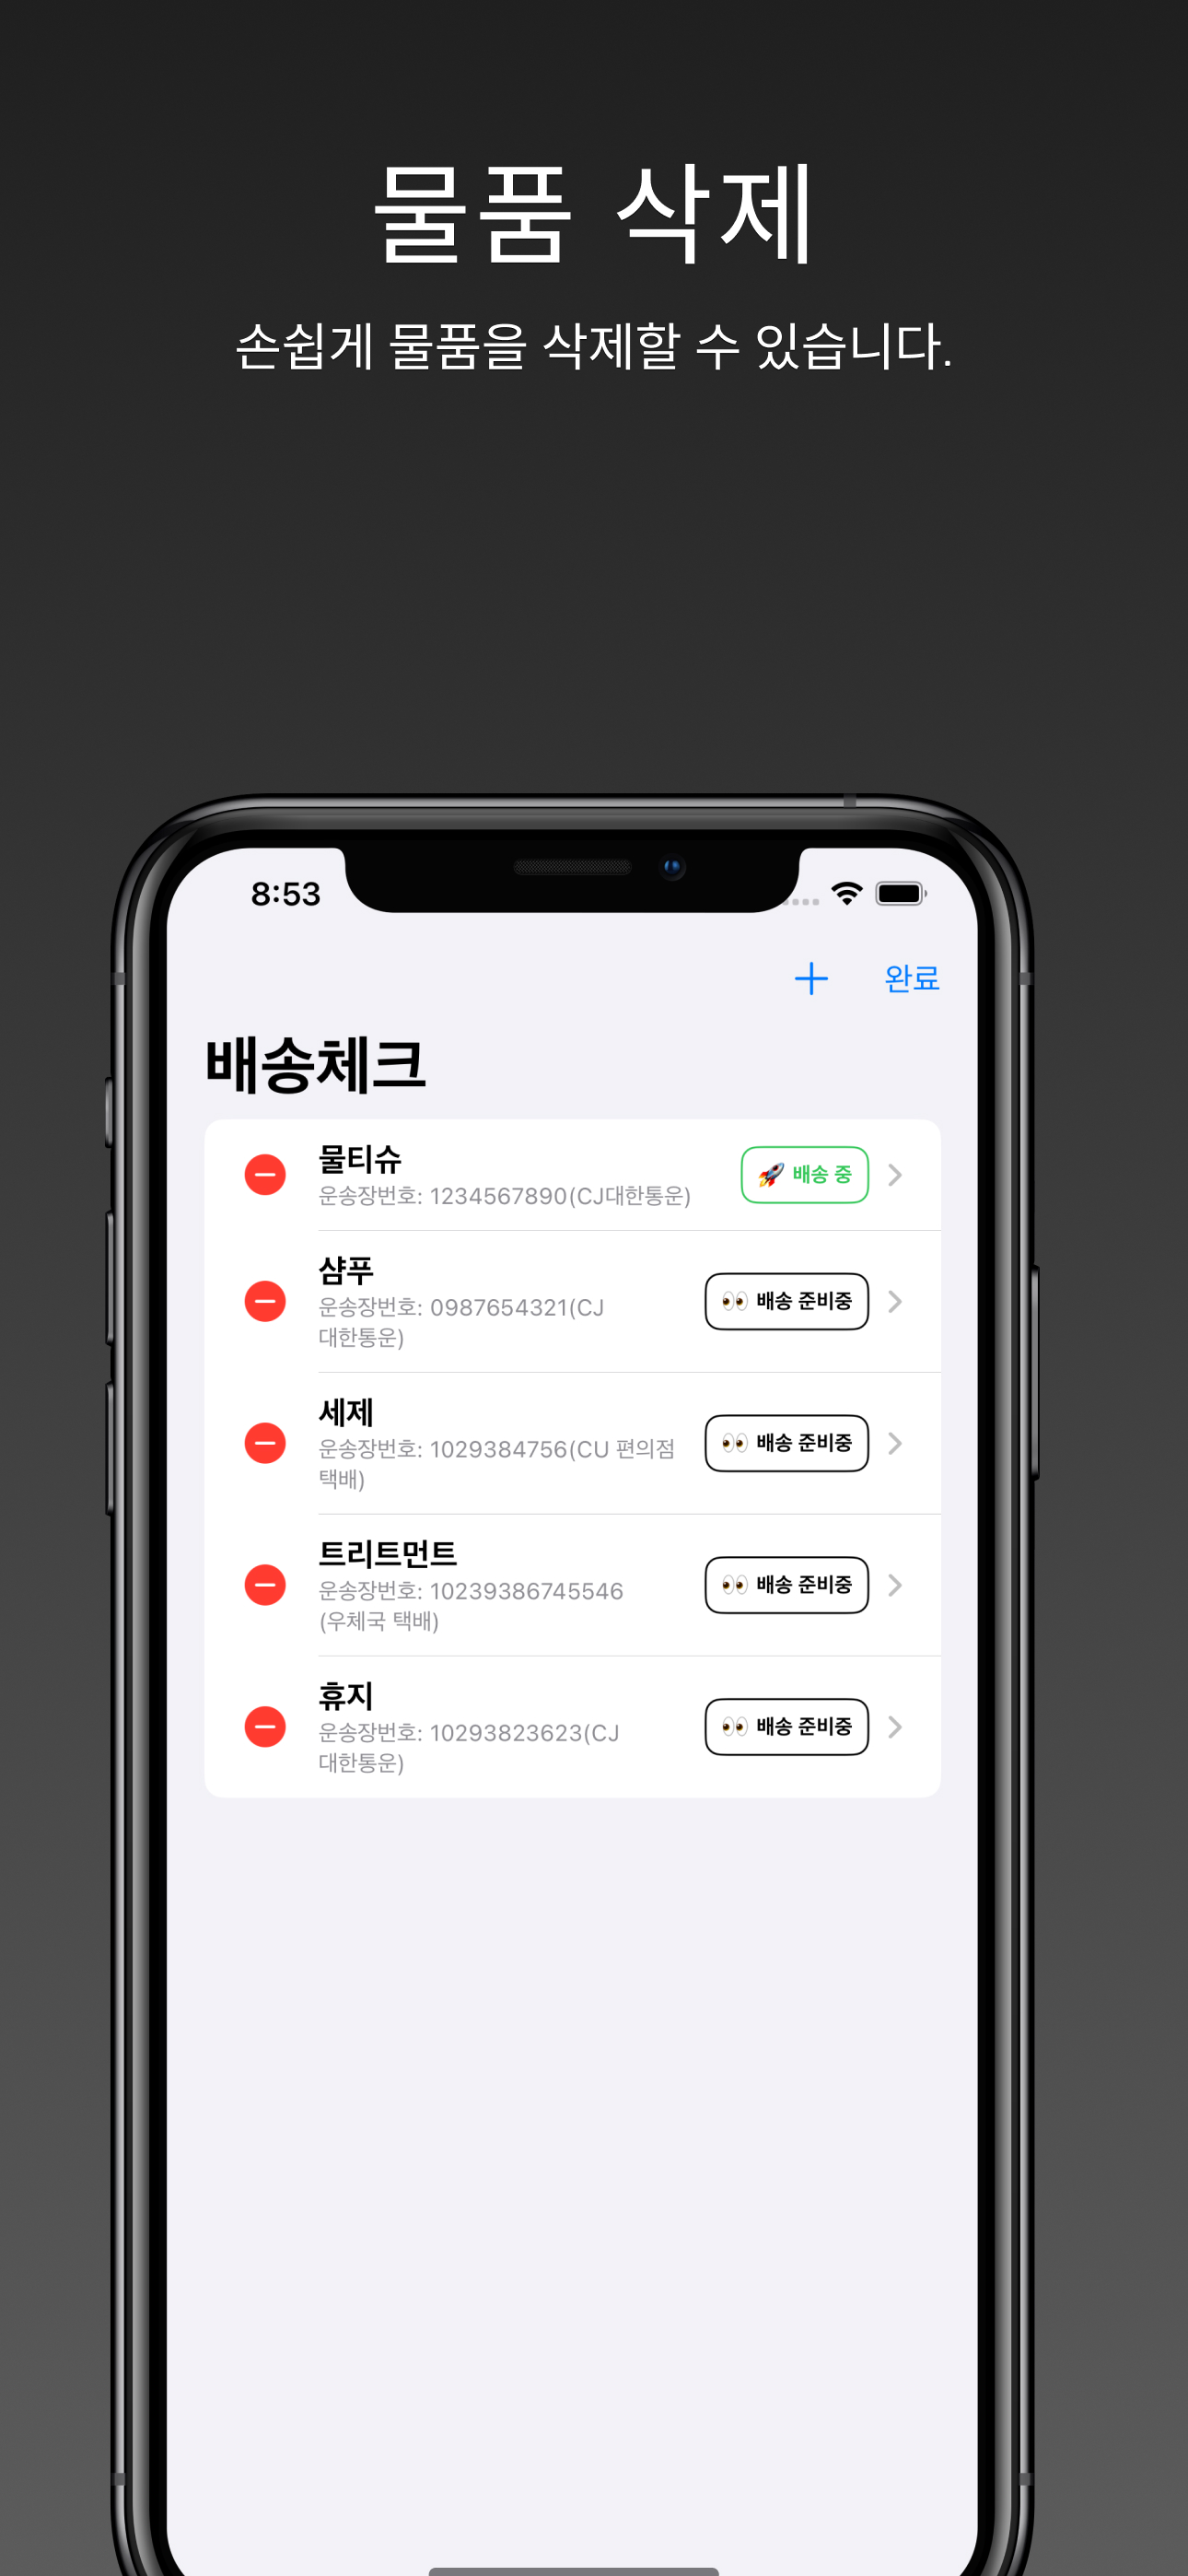 물품 삭제
손쉽게 물품을 삭제할 수 있습니다.
8:53
완료
배송체크
물티슈
운송장번호: 1234567890(CJ대한통운)
🚀 배송 중
샴푸
운송장번호: 0987654321(CJ
대한통운)
👀 배송 준비중
세제
운송장번호: 1029384756(CU 편의점
택배)
👀 배송 준비중
트리트먼트
운송장번호: 10239386745546
(우체국 택배)
👀 배송 준비중
휴지
운송장번호: 10293823623(CJ
대한통운)
👀 배송 준비중